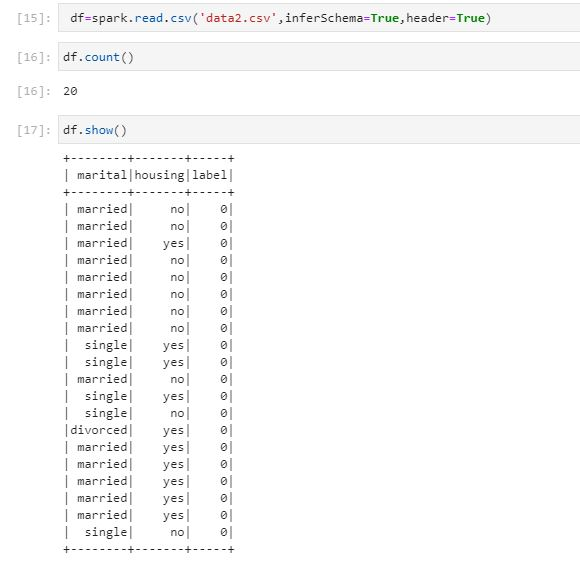 [15]: df=spark.read.csv('data2.csv',inferSchema=True,header=True)
[16]: df.count()
[16]: 20
[17]: df.show()
+--------+-------+-----+
| marital|housing|label|
+--------+-------+-----+
| married|     no|    0|
| married|     no|    0|
| married|    yes|    0|
| married|     no|    0|
| married|     no|    0|
| married|     no|    0|
| married|     no|    0|
| married|     no|    0|
|  single|    yes|    0|
|  single|    yes|    0|
| married|     no|    0|
|  single|    yes|    0|
|  single|     no|    0|
|divorced|    yes|    0|
| married|    yes|    0|
| married|    yes|    0|
| married|    yes|    0|
| married|    yes|    0|
| married|    yes|    0|
|  single|     no|    0|
+--------+-------+-----+